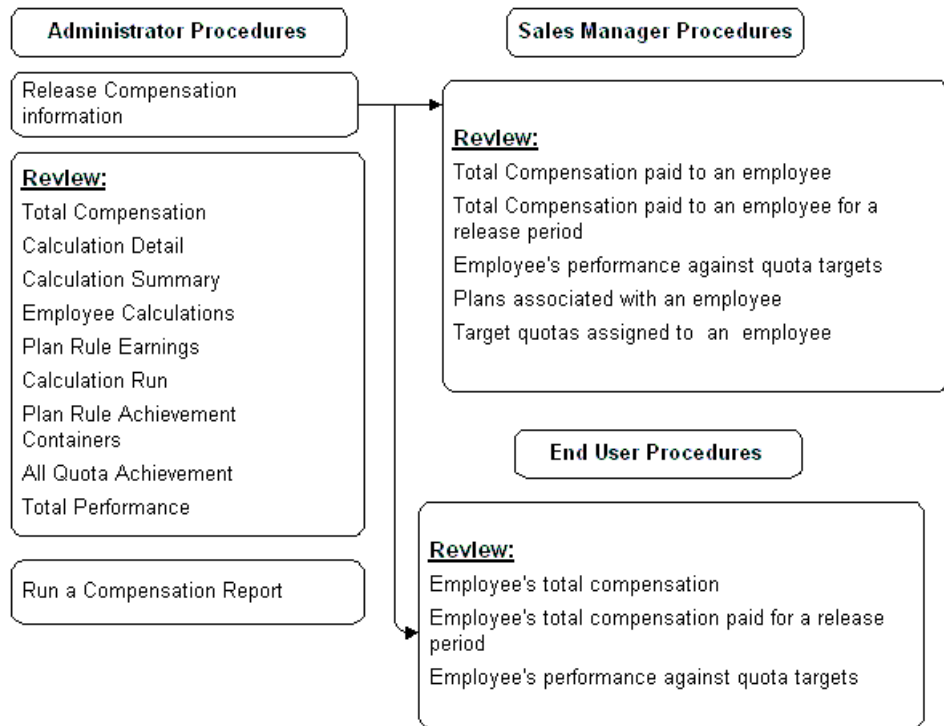 Administrator Procedures
Release Compensation
information
Review:
Total Compensation
Calculation Detail
Calculation Summary
Employee Calculations
Plan Rule Earnings
Calculation Run
Plan Rule Achievement
Containers
All Quota Achievement
Total Performance
Run a Compensation Report
Sales Manager Procedures
Review:
Total Compensation paid to an employee
Total Compensation paid to an employee for a
release period
Employee's performance against quota targets
Plans associated with an employee
Target quotas assigned to an employee
End User Procedures
Review:
Employee's total compensation
Employee's total compensation paid for a release
period
Employee's performance against quota targets